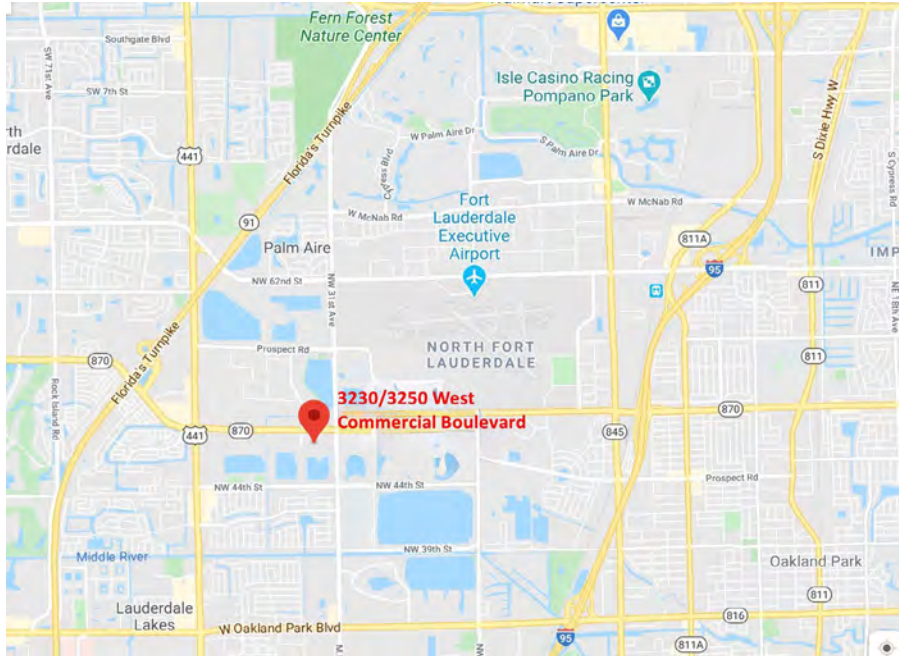 Fern Forest
Nature Center
Southgate Blvd
SW 71st Ave
SW 7th St
Isle Casino Racing
Pompano Park
S Dixie Hwy W
441
Florida's Turnpike
W Palm Aire Dr
S Palm Aire Dr
S Cypress Rd
Cypress
W McNab Rd
W McNab Rd
91
Fort
Lauderdale
Executive
Airport
Palm Aire
811A
95
NW 62nd St
NW 31st Ave
811
NE 18th Ave
Prospect Rd
NORTH FORT
LAUDERDALE
870
Florida's Turnpike
811
Rock Island Rd
3230/3250 West
Commercial Boulevard
441
870
845
870
NW 44th St
NW 44th St
Prospect Rd
Middle River
NW 39th St
Oakland Park
Lauderdale
Lakes
811
816
W Oakland Park Blvd
95
811A